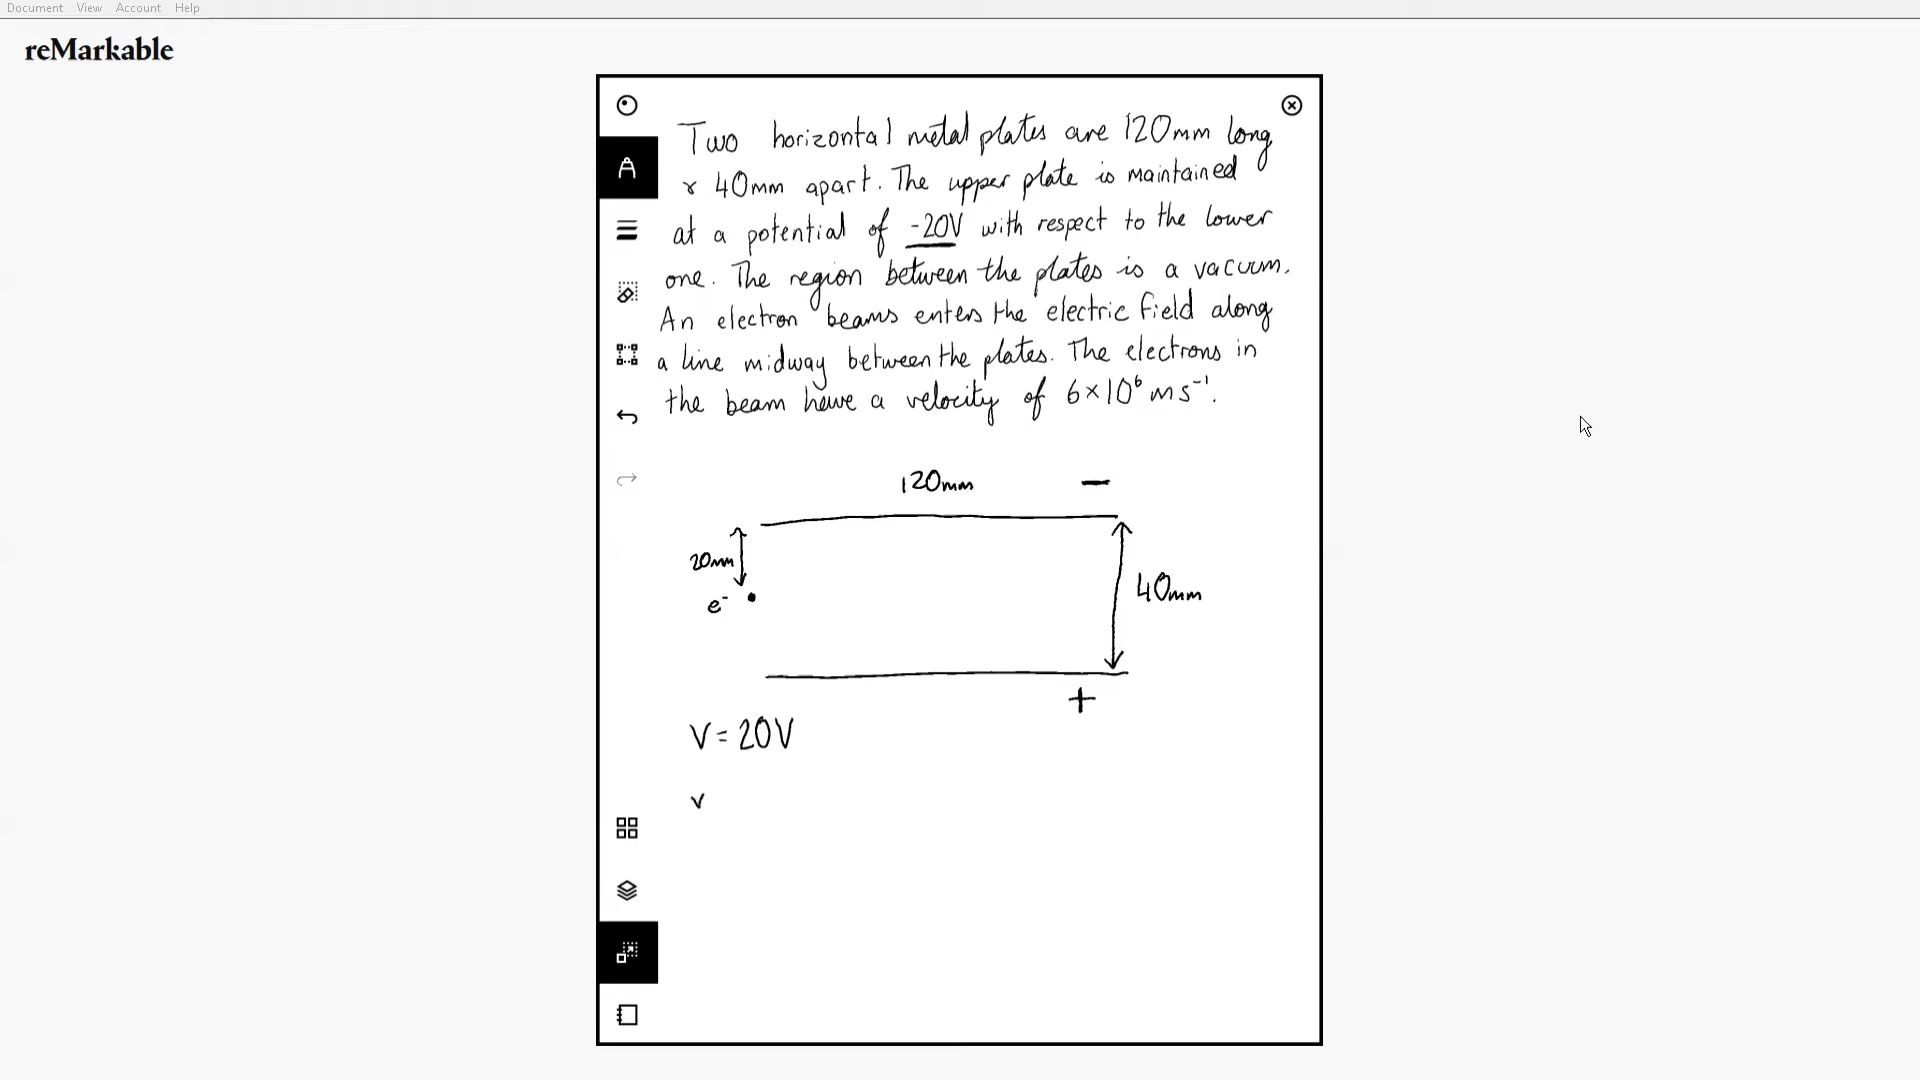 Document View Account Help
reMarkable
Two horizontal metal plates are 120mm long
& 40mm apart. The upper plate is maintained
at a potential of -20V with respect to the lower
one. The region between the plates is a vacuum.
An electron beams enters the electric field along
a line midway between the plates. The electrons in
the beam have a velocity of 6×10⁶ ms⁻¹.
120mm −
20mm
e⁻
40mm
+
V = 20V
v